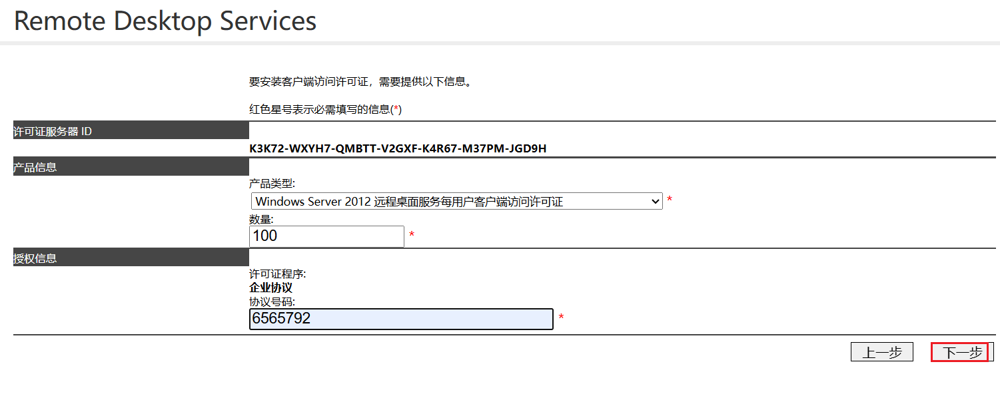 Remote Desktop Services
要安装客户端访问许可证，需要提供以下信息。
红色星号表示必需填写的信息(*)
许可证服务器 ID
K3K72-WXYH7-QMBTT-V2GXF-K4R67-M37PM-JGD9H
产品信息
产品类型:
Windows Server 2012 远程桌面服务每用户客户端访问许可证 *
数量:
100 *
授权信息
许可证程序:
企业协议
协议号码:
6565792 *
上一步 下一步